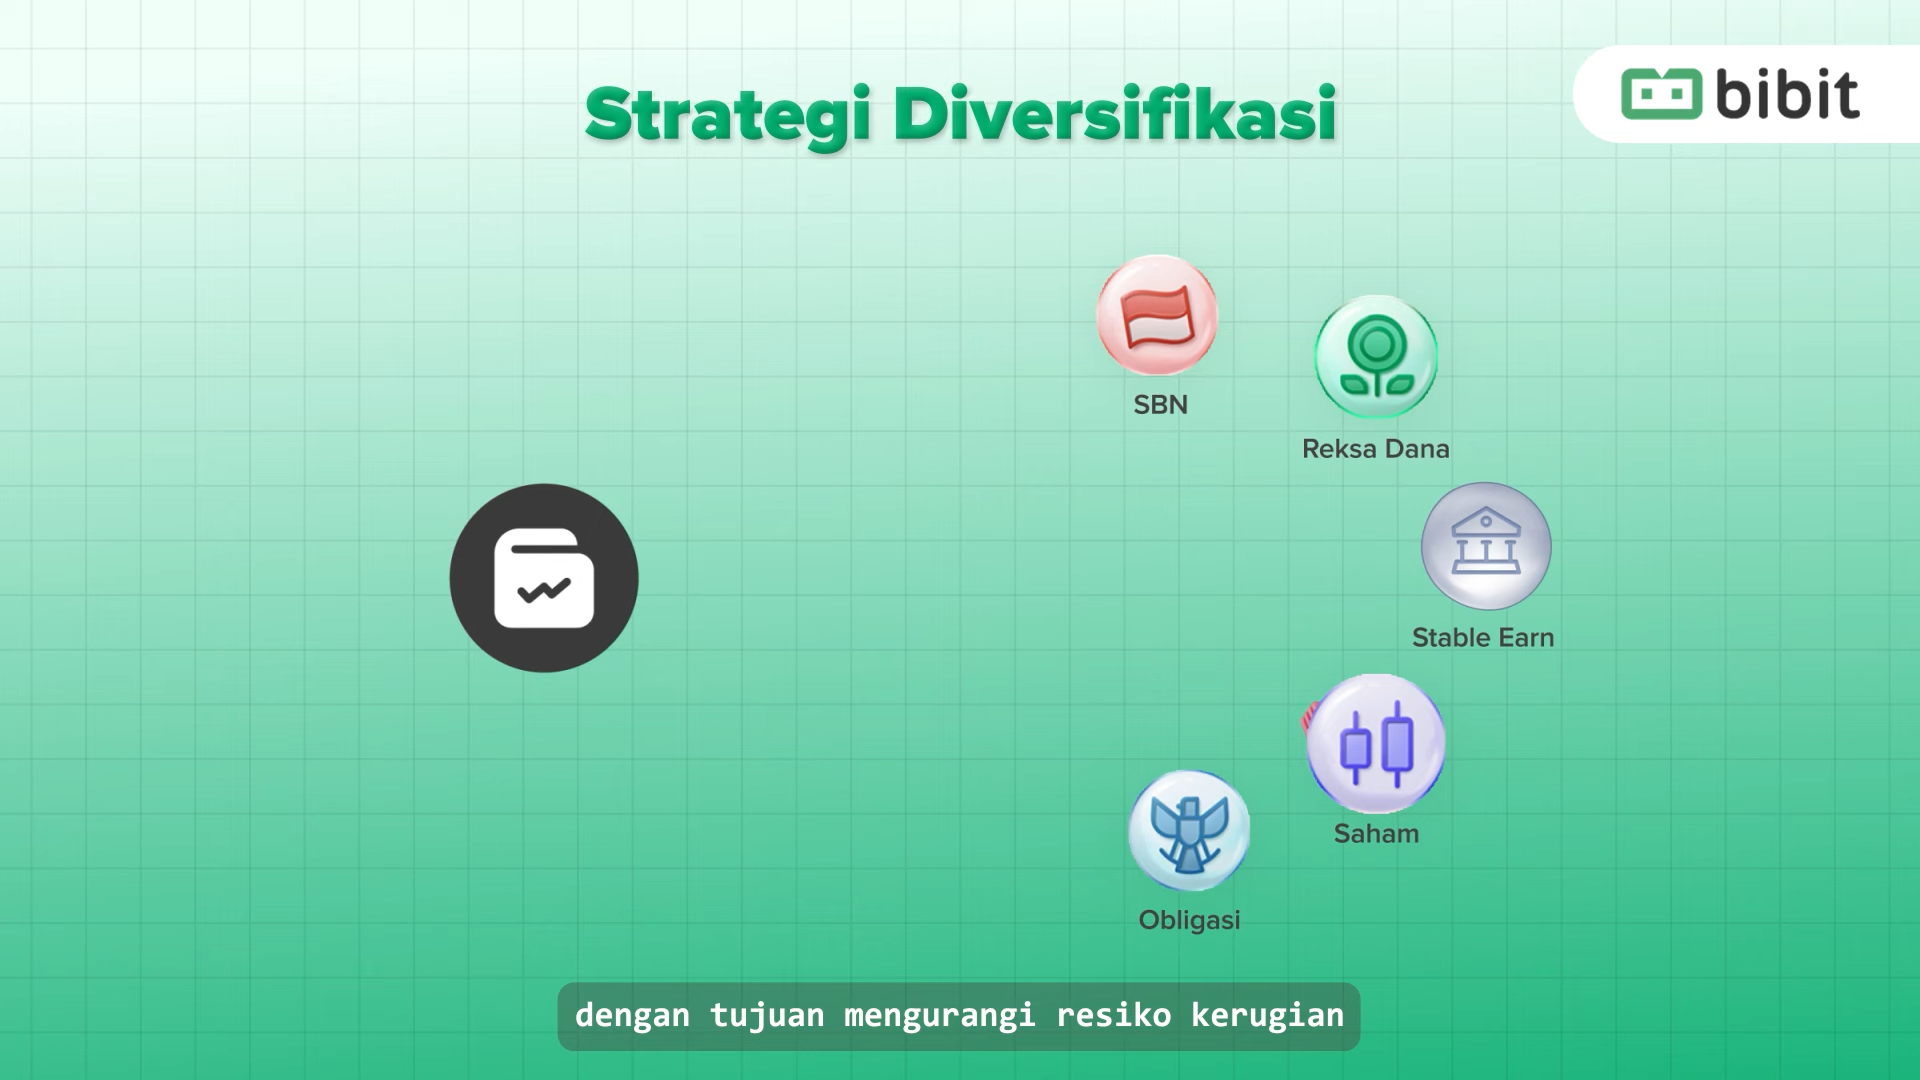 Strategi Diversifikasi
bibit
SBN
Reksa Dana
Stable Earn
Saham
Obligasi
dengan tujuan mengurangi resiko kerugian